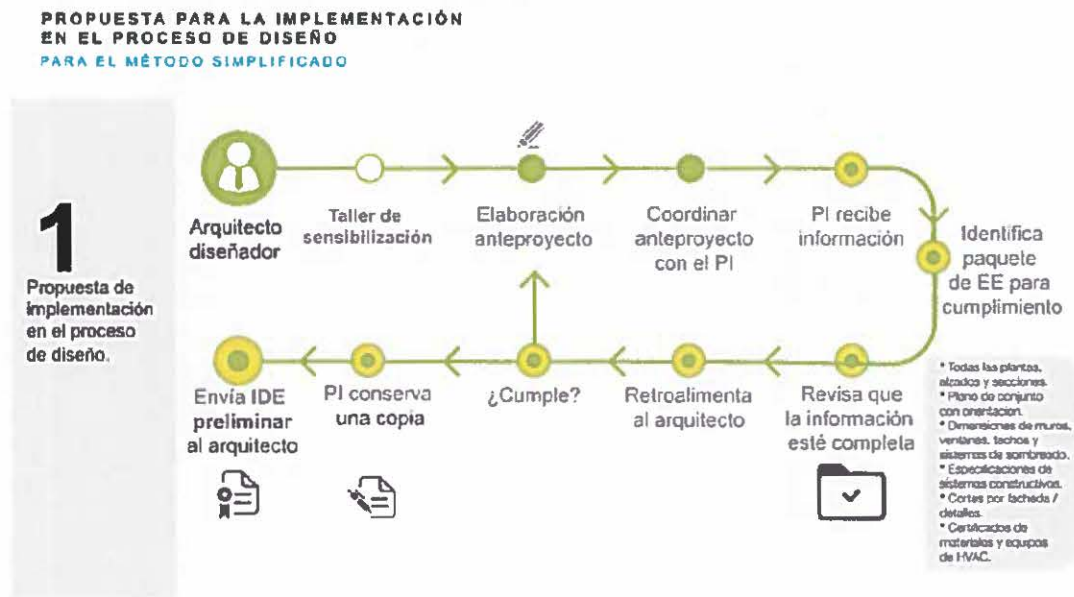 PROPUESTA PARA LA IMPLEMENTACIÓN
EN EL PROCESO DE DISEÑO
PARA EL MÉTODO SIMPLIFICADO
1
Propuesta de
implementación
en el proceso
de diseño.
Arquitecto
diseñador
Taller de
sensibilización
Elaboración
anteproyecto
Coordinar
anteproyecto
con el PI
PI recibe
información
Identifica
paquete
de EE para
cumplimiento
Envía IDE
preliminar
al arquitecto
PI conserva
una copia
¿Cumple?
Retroalimenta
al arquitecto
Revisa que
la información
esté completa
* Todas las plantas,
alzados y secciones.
* Plano de conjunto
con orientacion.
* Dimensiones de muros,
ventanas, techos y
sistemas de sombreado.
* Especificaciones de
sistemas constructivos.
* Cortes por fachada /
detalles.
* Certificados de
materiales y equipos
de HVAC.